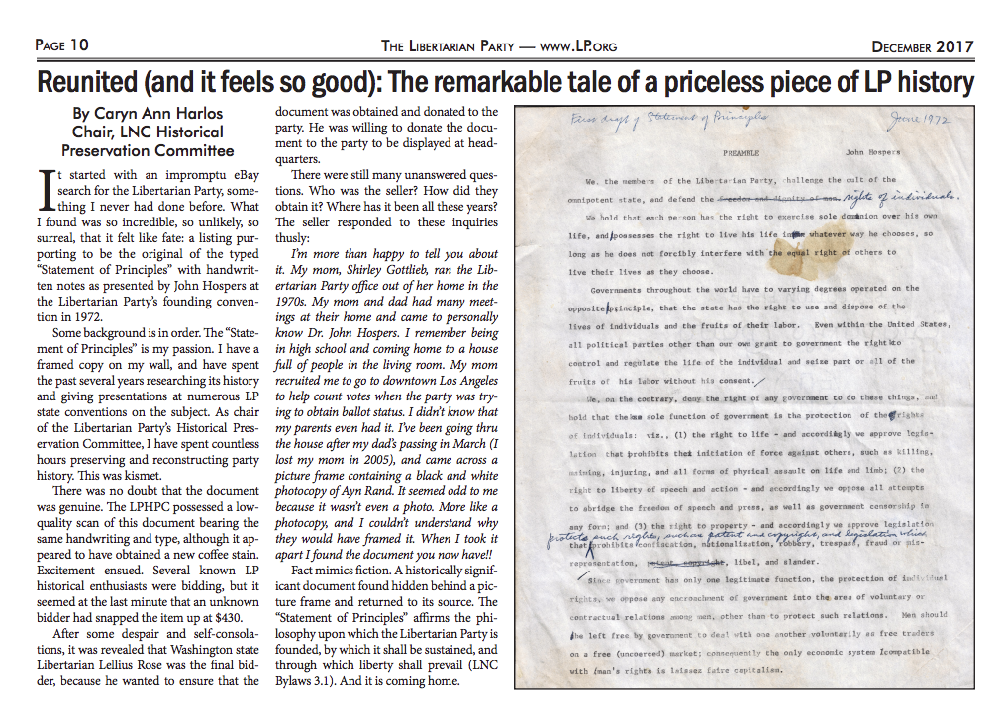 PAGE 10
THE LIBERTARIAN PARTY — WWW.LP.ORG
DECEMBER 2017
Reunited (and it feels so good): The remarkable tale of a priceless piece of LP history
By Caryn Ann Harlos
Chair, LNC Historical
Preservation Committee
It started with an impromptu eBay
search for the Libertarian Party, some-
thing I never had done before. What
I found was so incredible, so unlikely, so
surreal, that it felt like fate: a listing pur-
porting to be the original of the typed
“Statement of Principles” with handwrit-
ten notes as presented by John Hospers at
the Libertarian Party’s founding conven-
tion in 1972.
Some background is in order. The “State-
ment of Principles” is my passion. I have a
framed copy on my wall, and have spent
the past several years researching its history
and giving presentations at numerous LP
state conventions on the subject. As chair
of the Libertarian Party’s Historical Pres-
ervation Committee, I have spent countless
hours preserving and reconstructing party
history. This was kismet.
There was no doubt that the document
was genuine. The LPHPC possessed a low-
quality scan of this document bearing the
same handwriting and type, although it ap-
peared to have obtained a new coffee stain.
Excitement ensued. Several known LP
historical enthusiasts were bidding, but it
seemed at the last minute that an unknown
bidder had snapped the item up at $430.
After some despair and self-consola-
tions, it was revealed that Washington state
Libertarian Lellius Rose was the final bid-
der, because he wanted to ensure that the
document was obtained and donated to the
party. He was willing to donate the docu-
ment to the party to be displayed at head-
quarters.
There were still many unanswered ques-
tions. Who was the seller? How did they
obtain it? Where has it been all these years?
The seller responded to these inquiries
thusly:
I’m more than happy to tell you about
it. My mom, Shirley Gottlieb, ran the Lib-
ertarian Party office out of her home in the
1970s. My mom and dad had many meet-
ings at their home and came to personally
know Dr. John Hospers. I remember being
in high school and coming home to a house
full of people in the living room. My mom
recruited me to go to downtown Los Angeles
to help count votes when the party was try-
ing to obtain ballot status. I didn’t know that
my parents even had it. I’ve been going thru
the house after my dad’s passing in March (I
lost my mom in 2005), and came across a
picture frame containing a black and white
photocopy of Ayn Rand. It seemed odd to me
because it wasn’t even a photo. More like a
photocopy, and I couldn’t understand why
they would have framed it. When I took it
apart I found the document you now have!!
Fact mimics fiction. A historically signif-
icant document found hidden behind a pic-
ture frame and returned to its source. The
“Statement of Principles” affirms the phi-
losophy upon which the Libertarian Party is
founded, by which it shall be sustained, and
through which liberty shall prevail (LNC
Bylaws 3.1). And it is coming home.
First draft of Statement of Principles June 1972
PREAMBLE John Hospers
We, the members of the Libertarian Party, challenge the cult of the
omnipotent state, and defend the freedom and dignity of man. rights of individuals.
We hold that each person has the right to exercise sole dominion over his own
life, and possesses the right to live his life in whatever way he chooses, so
long as he does not forcibly interfere with the equal right of others to
live their lives as they choose.
Governments throughout the world have to varying degrees operated on the
opposite principle, that the state has the right to use and dispose of the
lives of individuals and the fruits of their labor. Even within the United States,
all political parties other than our own grant to government the right to
control and regulate the life of the individual and seize part or all of the
fruits of his labor without his consent.
We, on the contrary, deny the right of any government to do these things, and
hold that the sole function of government is the protection of the rights
of individuals: viz., (1) the right to life - and accordingly we approve legis-
lation that prohibits the initiation of force against others, such as killing,
maiming, injuring, and all forms of physical assault on life and limb; (2) the
right to liberty of speech and action - and accordingly we oppose all attempts
to abridge the freedom of speech and press, as well as government censorship in
any form; and (3) the right to property - and accordingly we approve legislation
protects such rights, such as patent and copyright, and legislation which
that prohibits confiscation, nationalization, robbery, trespass, fraud or mis-
representation, patent, copyright, libel, and slander.
Since government has only one legitimate function, the protection of individual
rights, we oppose any encroachment of government into the area of voluntary or
contractual relations among men, other than to protect such relations. Men should
be left free by government to deal with one another voluntarily as free traders
on a free (uncoerced) market; consequently the only economic system compatible
with man's rights is laissez faire capitalism.